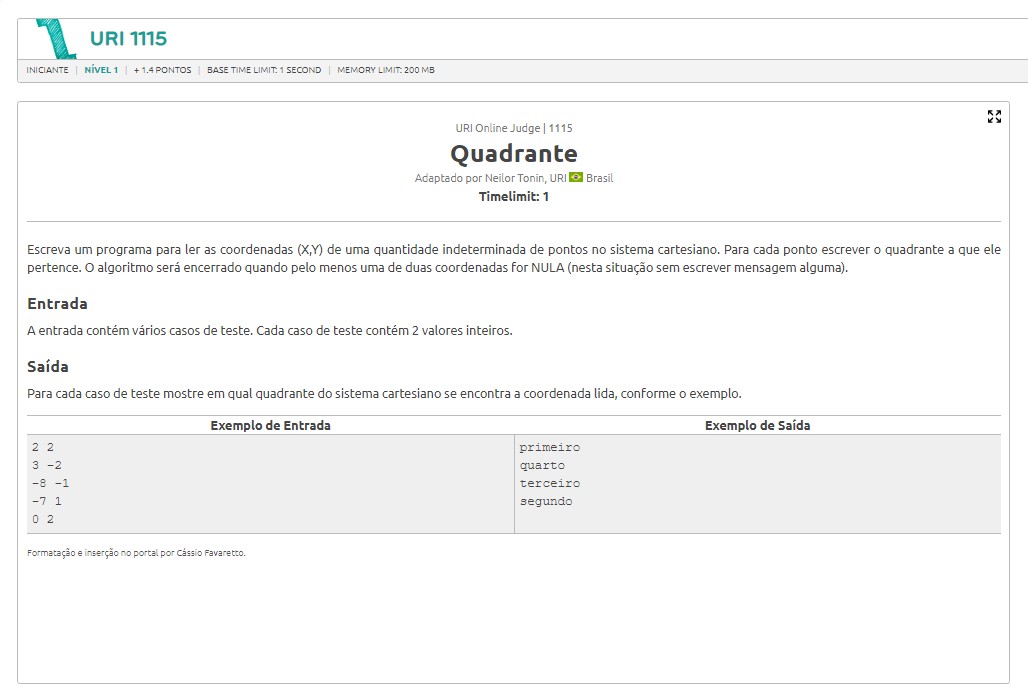 URI 1115
INICIANTE | NÍVEL 1 | + 1.4 PONTOS | BASE TIME LIMIT: 1 SECOND | MEMORY LIMIT: 200 MB
URI Online Judge | 1115
Quadrante
Adaptado por Neilor Tonin, URI Brasil
Timelimit: 1
Escreva um programa para ler as coordenadas (X,Y) de uma quantidade indeterminada de pontos no sistema cartesiano. Para cada ponto escrever o quadrante a que ele
pertence. O algoritmo será encerrado quando pelo menos uma de duas coordenadas for NULA (nesta situação sem escrever mensagem alguma).
Entrada
A entrada contém vários casos de teste. Cada caso de teste contém 2 valores inteiros.
Saída
Para cada caso de teste mostre em qual quadrante do sistema cartesiano se encontra a coordenada lida, conforme o exemplo.
Exemplo de Entrada Exemplo de Saída
2 2 primeiro
3 -2 quarto
-8 -1 terceiro
-7 1 segundo
0 2
Formatação e inserção no portal por Cássio Favaretto.